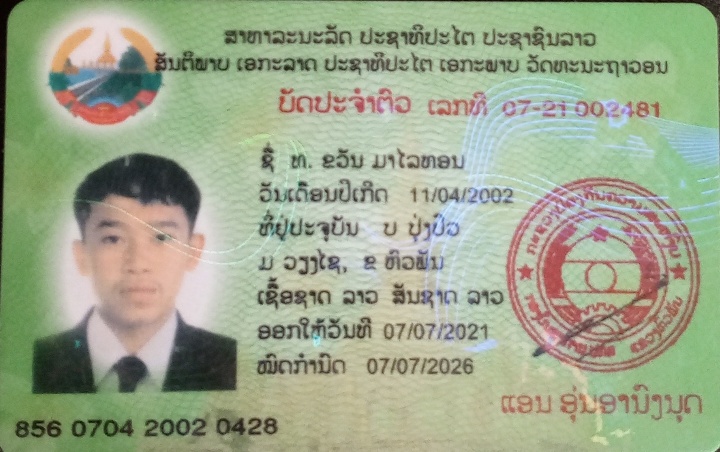 ສາທາລະນະລັດ ປະຊາທິປະໄຕ ປະຊາຊົນລາວ
ສັນຕິພາບ ເອກະລາດ ປະຊາທິປະໄຕ ເອກະພາບ ວັດທະນະຖາວອນ
ບັດປະຈຳຕົວ ເລກທີ 07-21 002481
ຊື່ ທ. ຂວັນ ມາໄລທອນ
ວັນເດືອນປີເກີດ 11/04/2002
ທີ່ຢູ່ປະຈຸບັນ ບ ປຸ່ງປົວ
ມ ວຽງໄຊ, ຂ ຫົວພັນ
ເຊື້ອຊາດ ລາວ ສັນຊາດ ລາວ
ອອກໃຫ້ວັນທີ 07/07/2021
ໝົດກຳນົດ 07/07/2026
ແອນ ອຸ່ນອານົງນຸດ
856 0704 2002 0428